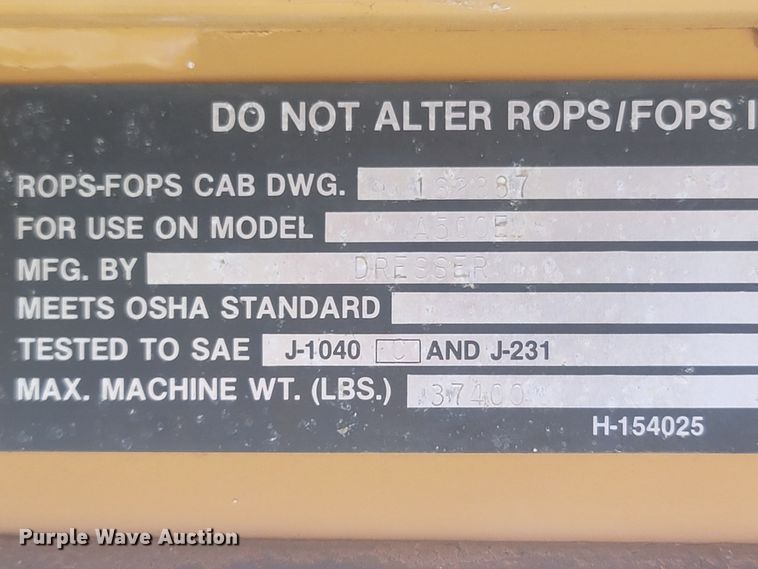 DO NOT ALTER ROPS/FOPS
ROPS-FOPS CAB DWG.
FOR USE ON MODEL
MFG. BY DRESSER
MEETS OSHA STANDARD
TESTED TO SAE J-1040 C AND J-231
MAX. MACHINE WT. (LBS.) 37400
H-154025
Purple Wave Auction